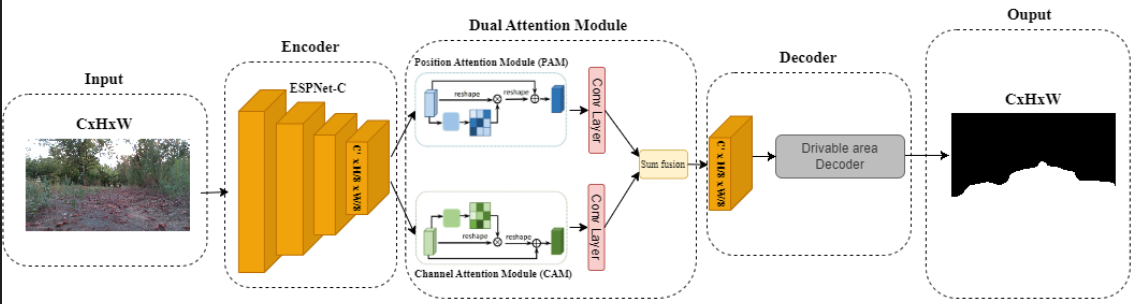 Input
CxHxW
Encoder
ESPNet-C
C' x H/8 x W/8
Dual Attention Module
Position Attention Module (PAM)
reshape
reshape
Conv Layer
reshape
reshape
Channel Attention Module (CAM)
Conv Layer
Sum fusion
Decoder
C' x H/8 x W/8
Drivable area
Decoder
Ouput
CxHxW